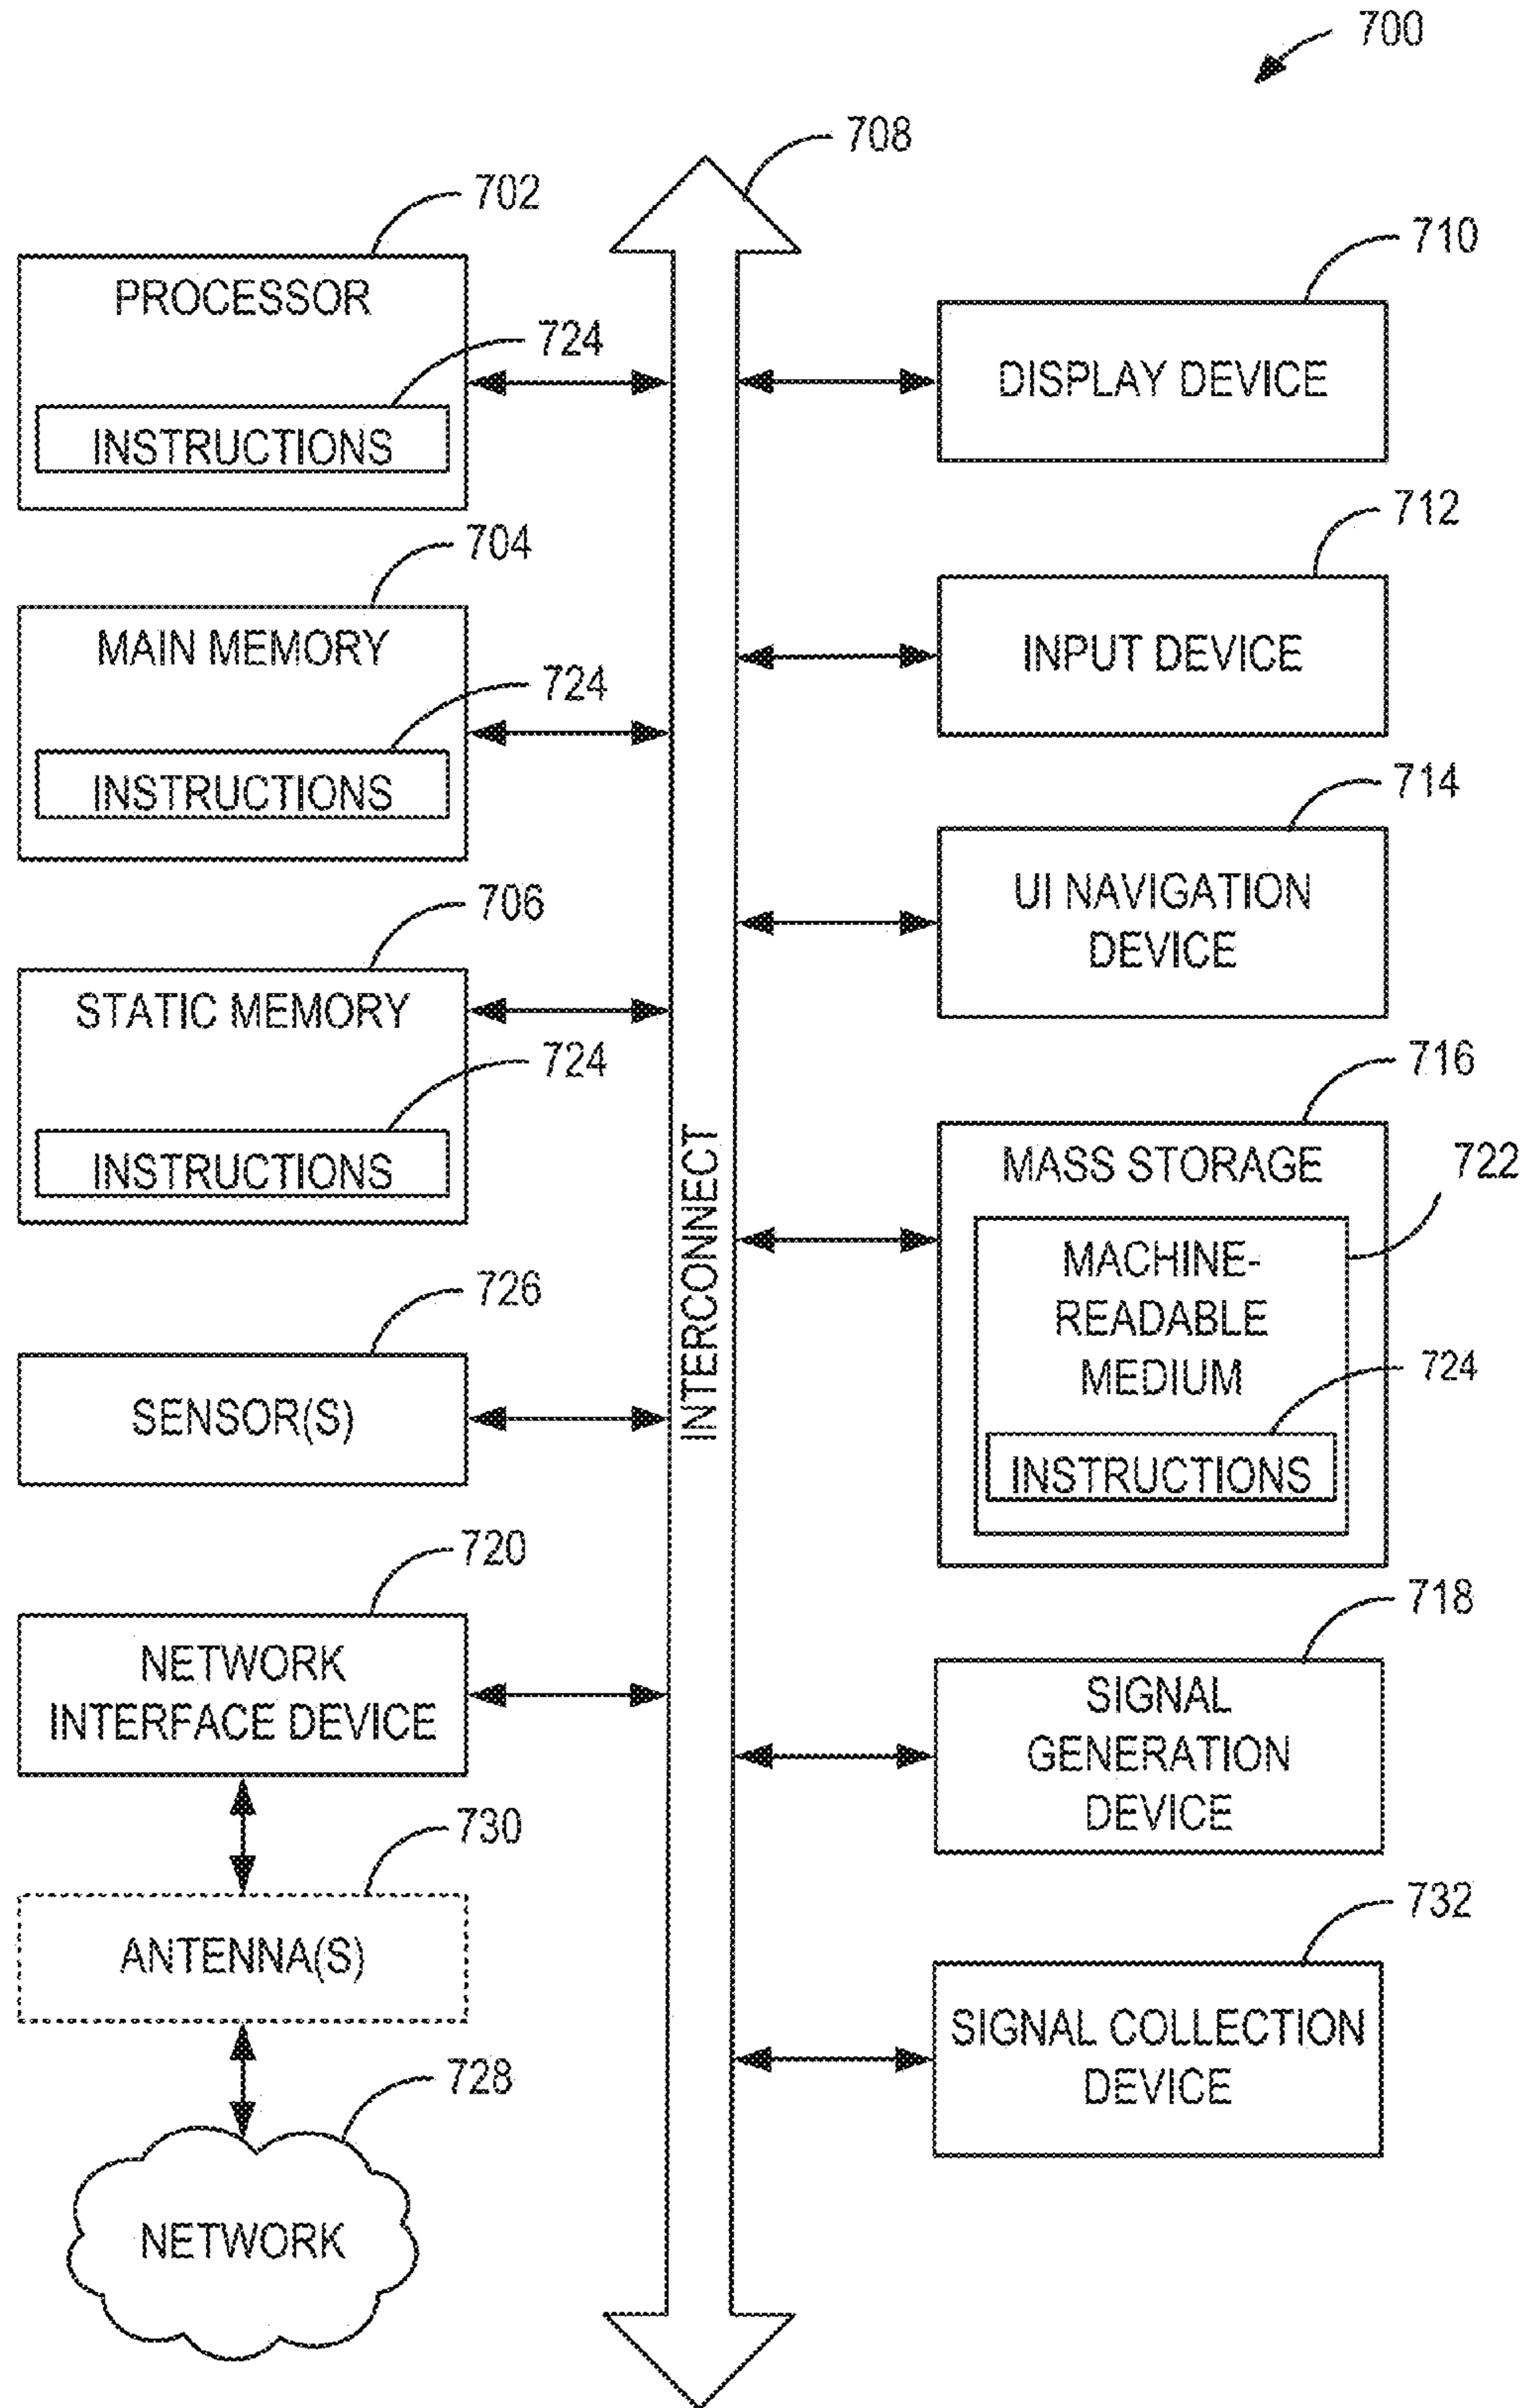 700
708
702
PROCESSOR
724
INSTRUCTIONS
704
MAIN MEMORY
724
INSTRUCTIONS
706
STATIC MEMORY
724
INSTRUCTIONS
726
SENSOR(S)
720
NETWORK
INTERFACE DEVICE
730
ANTENNA(S)
728
NETWORK
INTERCONNECT
710
DISPLAY DEVICE
712
INPUT DEVICE
714
UI NAVIGATION
DEVICE
716
MASS STORAGE
722
MACHINE-
READABLE
MEDIUM
724
INSTRUCTIONS
718
SIGNAL
GENERATION
DEVICE
732
SIGNAL COLLECTION
DEVICE